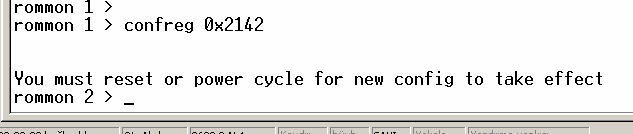 rommon 1 >
rommon 1 > confreg 0x2142
You must reset or power cycle for new config to take effect
rommon 2 > _